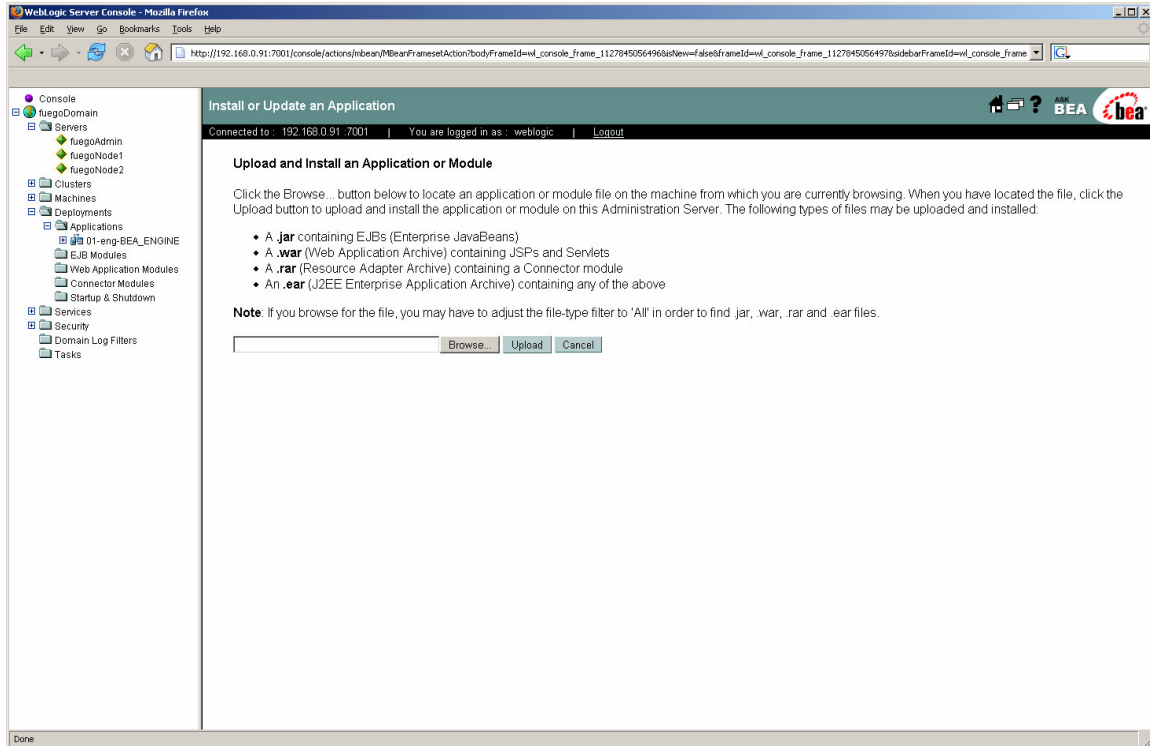 WebLogic Server Console - Mozilla Firefox
File Edit View Go Bookmarks Tools Help
http://192.168.0.91:7001/console/actions/mbean/MBeanFramesetAction?bodyFrameId=wl_console_frame_1127845056496&isNew=false&frameId=wl_console_frame_1127845056497&sidebarFrameId=wl_console_frame
G
Console
fuegoDomain
Servers
fuegoAdmin
fuegoNode1
fuegoNode2
Clusters
Machines
Deployments
Applications
01-eng-BEA_ENGINE
EJB Modules
Web Application Modules
Connector Modules
Startup & Shutdown
Services
Security
Domain Log Filters
Tasks
Install or Update an Application
? ASK BEA bea
Connected to : 192.168.0.91 :7001 | You are logged in as : weblogic | Logout
Upload and Install an Application or Module
Click the Browse... button below to locate an application or module file on the machine from which you are currently browsing. When you have located the file, click the
Upload button to upload and install the application or module on this Administration Server. The following types of files may be uploaded and installed:
• A .jar containing EJBs (Enterprise JavaBeans)
• A .war (Web Application Archive) containing JSPs and Servlets
• A .rar (Resource Adapter Archive) containing a Connector module
• An .ear (J2EE Enterprise Application Archive) containing any of the above
Note: If you browse for the file, you may have to adjust the file-type filter to 'All' in order to find .jar, .war, .rar and .ear files.
Browse... Upload Cancel
Done